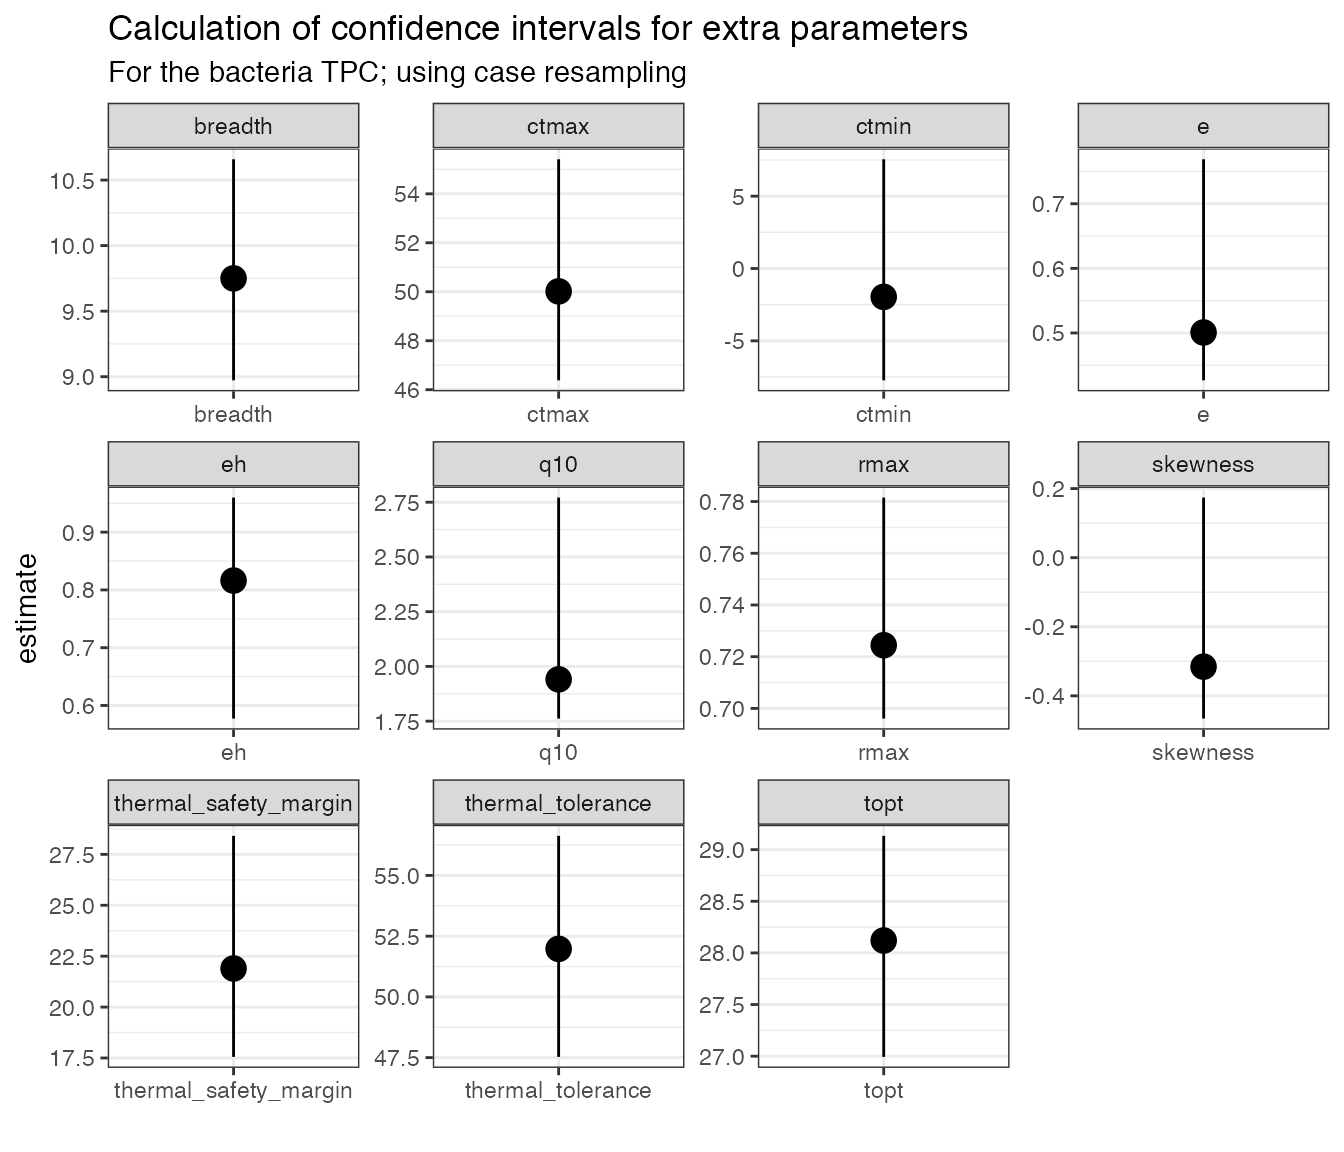 Calculation of confidence intervals for extra parameters
For the bacteria TPC; using case resampling
breadth
ctmax
ctmin
e
10.5
10.0
9.5
9.0
54
52
50
48
46
5
0
-5
0.7
0.6
0.5
breadth
ctmax
ctmin
e
estimate
eh
q10
rmax
skewness
0.9
0.8
0.7
0.6
2.75
2.50
2.25
2.00
1.75
0.78
0.76
0.74
0.72
0.70
0.2
0.0
-0.2
-0.4
eh
q10
rmax
skewness
thermal_safety_margin
thermal_tolerance
topt
27.5
25.0
22.5
20.0
17.5
55.0
52.5
50.0
47.5
29.0
28.5
28.0
27.5
27.0
thermal_safety_margin
thermal_tolerance
topt